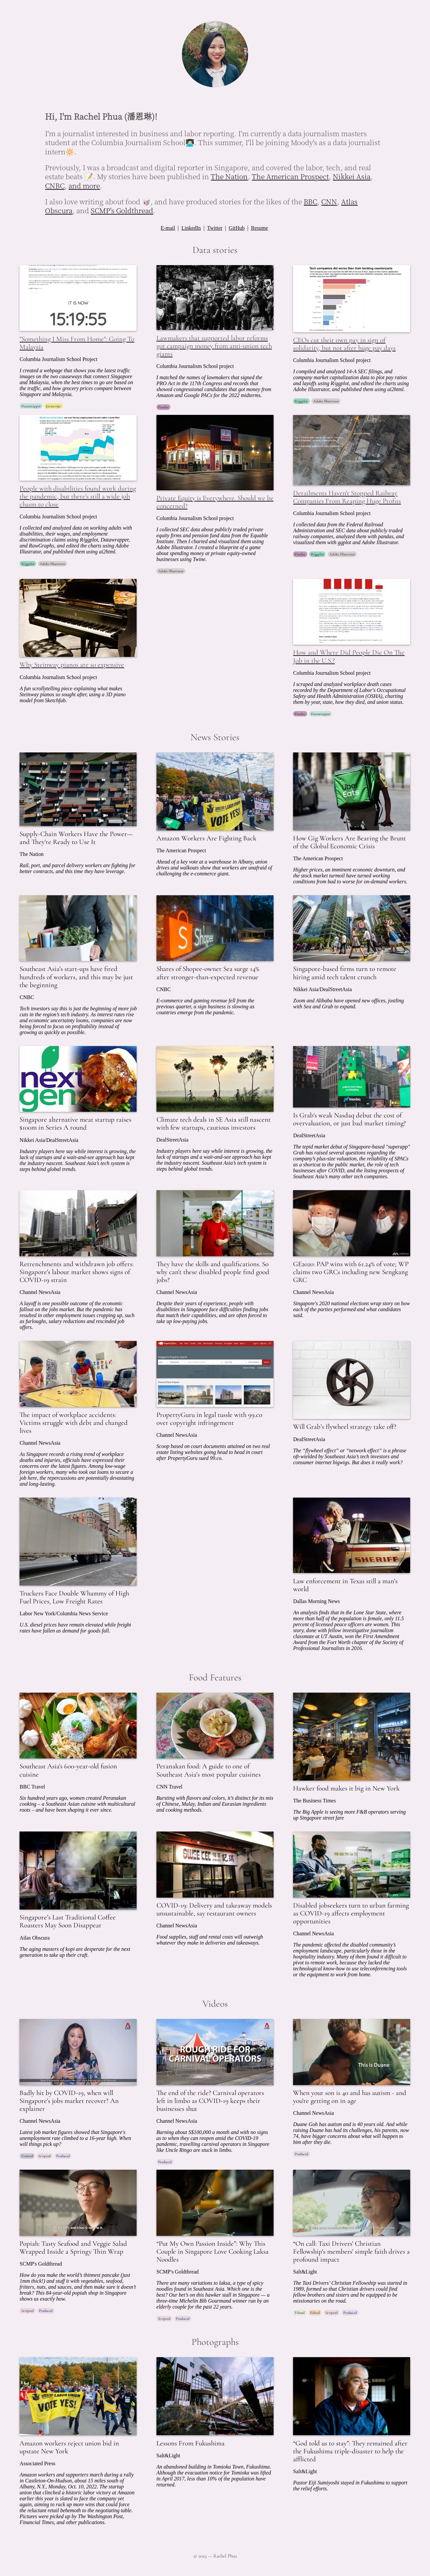 Hi, I'm Rachel Phua (潘恩琳)!
I'm a journalist interested in business and labor reporting. I'm currently a data journalism masters
student at the Columbia Journalism School👩🏻‍💻. This summer, I'll be joining Moody's as a data journalist
intern🔆.
Previously, I was a broadcast and digital reporter in Singapore, and covered the labor, tech, and real
estate beats 📝. My stories have been published in The Nation, The American Prospect, Nikkei Asia,
CNBC, and more.
I also love writing about food 🥡, and have produced stories for the likes of the BBC, CNN, Atlas
Obscura, and SCMP's Goldthread.
E-mail | LinkedIn | Twitter | GitHub | Resume
Data stories
IT IS NOW
15:19:55
"Something I Miss From Home": Going To
Malaysia
Columbia Journalism School Project
I created a webpage that shows you the latest traffic
images on the two causeways that connect Singapore
and Malaysia, when the best times to go are based on
the traffic, and how grocery prices compare between
Singapore and Malaysia.
Datawrapper Javascript
Lawmakers that supported labor reforms
got campaign money from anti-union tech
giants
Columbia Journalism School project
I matched the names of lawmakers that signed the
PRO Act in the 117th Congress and records that
showed congressional candidates that got money from
Amazon and Google PACs for the 2022 midterms.
Pandas
Tech companies did worse than from banking counterparts
CEOs cut their own pay in sign of
solidarity, but not after huge pay days
Columbia Journalism School project
I compiled and analyzed 14-A SEC filings, and
company market capitalization data to get pay ratios
and layoffs using R/ggplot, and edited the charts using
Adobe Illustrator, and published them using ai2html.
R/ggplot Adobe Illustrator
People with disabilities found work during
the pandemic, but there's still a wide job
chasm to close
Columbia Journalism School project
I collected and analyzed data on working adults with
disabilities, their wages, and employment
discrimination claims using R/ggplot, Datawrapper,
and RawGraphs. I edited the charts using Adobe
Illustrator, and published them using ai2html.
R/ggplot Adobe Illustrator
Private Equity is Everywhere. Should we be
concerned?
Columbia Journalism School project
I collected SEC data about publicly traded private
equity firms and pension fund data from the Equable
Institute. Then I charted and visualized them using
Adobe Illustrator. I created a blueprint of a game
about spending money at private equity-owned firms
businesses using Twine.
Adobe Illustrator
Derailments Haven't Stopped Railway
Companies From Reaping Huge Profits
Columbia Journalism School project
I collected data from the Federal Railroad
Administration and SEC data about publicly traded
railway companies, analyzed them with pandas, and
visualized them with ggplot and Adobe Illustrator.
Pandas R/ggplot Adobe Illustrator
Why Steinway pianos are so expensive
Columbia Journalism School project
A fun scrollytelling piece explaining what makes
Steinway pianos so sought after, using a 3D piano
model from Sketchfab.
How and Where Did People Die On The
Job in the U.S.?
Columbia Journalism School project
I scraped and analyzed workplace death cases
recorded by the Department of Labor's Occupational
Safety and Health Administration (OSHA), charting
them by year, state, how they died, and union status.
Pandas Datawrapper
News Stories
Supply-Chain Workers Have the Power—
and They're Ready to Use It
The Nation
Rail, port, and parcel delivery workers are fighting for
better contracts, and this time they have leverage.
VOTE YES!
Amazon Workers Are Fighting Back
The American Prospect
Ahead of a key vote at a warehouse in Albany, union
drives and walkouts show that workers are unafraid of
challenging the e-commerce giant.
Eats
How Gig Workers Are Bearing the Brunt
of the Global Economic Crisis
The American Prospect
Higher prices, an imminent economic downturn, and
the stock market turmoil have turned working
conditions from bad to worse for on-demand workers.
Southeast Asia's start-ups have fired
hundreds of workers, and this may be just
the beginning
CNBC
Tech investors say this is just the beginning of more job
cuts in the region's tech industry. As interest rates rise
and economic uncertainty looms, companies are now
being forced to focus on profitability instead of
growing as quickly as possible.
Shopee
Shares of Shopee-owner Sea surge 14%
after stronger-than-expected revenue
CNBC
E-commerce and gaming revenue fell from the
previous quarter, a sign business is slowing as
countries emerge from the pandemic.
Singapore-based firms turn to remote
hiring amid tech talent crunch
Nikkei Asia/DealStreetAsia
Zoom and Alibaba have opened new offices, jostling
with Sea and Grab to expand.
next
gen
Singapore alternative meat startup raises
$100m in Series A round
Nikkei Asia/DealStreetAsia
Industry players here say while interest is growing, the
lack of startups and a wait-and-see approach has kept
the industry nascent. Southeast Asia's tech system is
steps behind global trends.
Climate tech deals in SE Asia still nascent
with few startups, cautious investors
DealStreetAsia
Industry players here say while interest is growing, the
lack of startups and a wait-and-see approach has kept
the industry nascent. Southeast Asia's tech system is
steps behind global trends.
Is Grab's weak Nasdaq debut the cost of
overvaluation, or just bad market timing?
DealStreetAsia
The tepid market debut of Singapore-based "superapp"
Grab has raised several questions regarding the
company's plus-size valuation, the reliability of SPACs
as a shortcut to the public market, the role of tech
businesses after COVID, and the listing prospects of
Southeast Asia's many other tech companies.
Retrenchments and withdrawn job offers:
Singapore's labour market shows signs of
COVID-19 strain
Channel NewsAsia
A layoff is one possible outcome of the economic
fallout on the job market. But the pandemic has
resulted in other employment issues cropping up, such
as furloughs, salary reductions and rescinded job
offers.
They have the skills and qualifications. So
why can't these disabled people find good
jobs?
Channel NewsAsia
Despite their years of experience, people with
disabilities in Singapore face difficulties finding jobs
that match their capabilities, and are often forced to
take up low-paying jobs.
GE2020: PAP wins with 61.24% of vote; WP
claims two GRCs including new Sengkang
GRC
Channel NewsAsia
Singapore's 2020 national elections wrap story on how
each of the parties performed and what candidates
said.
The impact of workplace accidents:
Victims struggle with debt and changed
lives
Channel NewsAsia
As Singapore records a rising trend of workplace
deaths and injuries, officials have expressed their
concerns over the latest figures. Among low-wage
foreign workers, many who took out loans to secure a
job here, the repercussions are potentially devastating
and long-lasting.
PropertyGuru in legal tussle with 99.co
over copyright infringement
Channel NewsAsia
Scoop based on court documents attained on two real
estate listing websites going head to head in court
after PropertyGuru sued 99.co.
Will Grab's flywheel strategy take off?
DealStreetAsia
The "flywheel effect" or "network effect" is a phrase
oft-wielded by Southeast Asia's tech investors and
consumer internet bigwigs. But does it really work?
Truckers Face Double Whammy of High
Fuel Prices, Low Freight Rates
Labor New York/Columbia News Service
U.S. diesel prices have remain elevated while freight
rates have fallen as demand for goods fall.
SHERIFF
Law enforcement in Texas still a man's
world
Dallas Morning News
An analysis finds that in the Lone Star State, where
more than half of the population is female, only 11.5
percent of licensed peace officers are women. This
story, done with fellow investigative journalism
classmate at UT Austin, won the First Amendment
Award from the Fort Worth chapter of the Society of
Professional Journalists in 2016.
Food Features
Southeast Asia's 600-year-old fusion
cuisine
BBC Travel
Six hundred years ago, women created Peranakan
cooking – a Southeast Asian cuisine with multicultural
roots – and have been shaping it ever since.
Peranakan food: A guide to one of
Southeast Asia's most popular cuisines
CNN Travel
Bursting with flavors and colors, it's distinct for its mix
of Chinese, Malay, Indian and Eurasian ingredients
and cooking methods.
Hawker food makes it big in New York
The Business Times
The Big Apple is seeing more F&B operators serving
up Singapore street fare
Singapore's Last Traditional Coffee
Roasters May Soon Disappear
Atlas Obscura
The aging masters of kopi are desperate for the next
generation to take up their craft.
COVID-19: Delivery and takeaway models
unsustainable, say restaurant owners
Channel NewsAsia
Food supplies, staff and rental costs will outweigh
whatever they make in deliveries and takeaways.
Disabled jobseekers turn to urban farming
as COVID-19 affects employment
opportunities
Channel NewsAsia
The pandemic affected the disabled community's
employment landscape, particularly those in the
hospitality industry. Many of them found it difficult to
pivot to remote work, because they lacked the
technological know-how to use teleconferencing tools
or the equipment to work from home.
Videos
Badly hit by COVID-19, when will
Singapore's jobs market recover? An
explainer
Channel NewsAsia
Latest job market figures showed that Singapore's
unemployment rate climbed to a 16-year high. When
will things pick up?
Hosted Scripted Produced
ROUGH RIDE FOR
CARNIVAL OPERATORS
The end of the ride? Carnival operators
left in limbo as COVID-19 keeps their
businesses shut
Channel NewsAsia
Burning about S$100,000 a month and with no signs
as to when they can reopen amid the COVID-19
pandemic, traveling carnival operators in Singapore
like Uncle Ringo are stuck in limbo.
Produced
This is Duane
When your son is 40 and has autism - and
you're getting on in age
Channel NewsAsia
Duane Goh has autism and is 40 years old. And while
raising Duane has had its challenges, his parents, now
74, have bigger concerns about what will happen to
him after they die.
Produced
Popiah: Tasty Seafood and Veggie Salad
Wrapped Inside a Springy Thin Wrap
SCMP's Goldthread
How do you make the world's thinnest pancake (just
1mm thick!) and stuff it with vegetables, seafood,
fritters, nuts, and sauces, and then make sure it doesn't
break? This 84-year-old popiah shop in Singapore
shows us exactly how.
Scripted Produced
"Put My Own Passion Inside": Why This
Couple in Singapore Love Cooking Laksa
Noodles
SCMP's Goldthread
There are many variations to laksa, a type of spicy
noodles found in Southeast Asia. Which one is the
best? Our bet's on this hawker stall in Singapore — a
three-time Michelin Bib Gourmand winner run by an
elderly couple for the past 22 years.
Scripted Produced
"On call: Taxi Drivers' Christian
Fellowship's members' simple faith drives a
profound impact
Salt&Light
The Taxi Drivers' Christian Fellowship was started in
1989, formed so that Christian drivers could find
fellow brothers and sisters and be equipped to be
missionaries on the road.
Filmed Edited Scripted Produced
Photographs
VOTE YES!
Amazon workers reject union bid in
upstate New York
Associated Press
Amazon workers and supporters march during a rally
in Castleton-On-Hudson, about 15 miles south of
Albany, N.Y., Monday, Oct. 10, 2022. The startup
union that clinched a historic labor victory at Amazon
earlier this year is slated to face the company yet
again, aiming to rack up more wins that could force
the reluctant retail behemoth to the negotiating table.
Pictures were picked up by The Washington Post,
Financial Times, and other publications.
Lessons From Fukushima
Salt&Light
An abandoned building in Tomioka Town, Fukushima.
Although the evacuation notice for Tomioka was lifted
in April 2017, less than 10% of the population have
returned.
"God told us to stay": They remained after
the Fukushima triple-disaster to help the
afflicted
Salt&Light
Pastor Eiji Sumiyoshi stayed in Fukushima to support
the relief efforts.
© 2023 — Rachel Phua